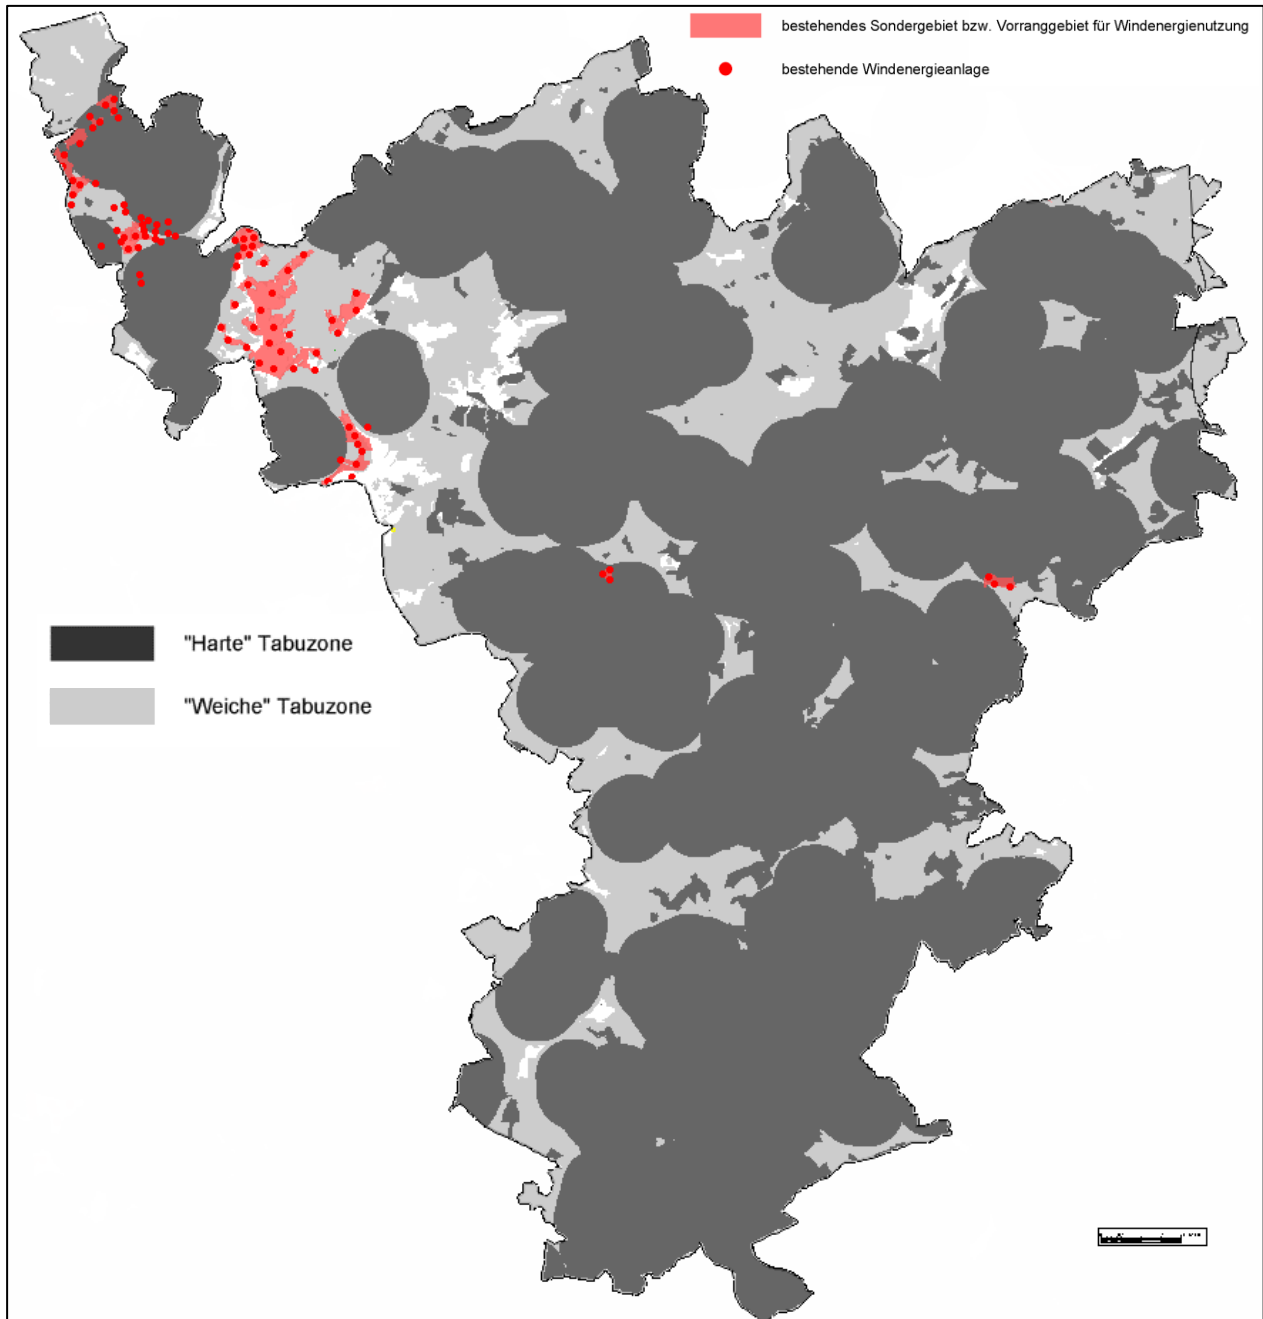 bestehendes Sondergebiet bzw. Vorranggebiet für Windenergienutzung
bestehende Windenergieanlage
"Harte" Tabuzone
"Weiche" Tabuzone